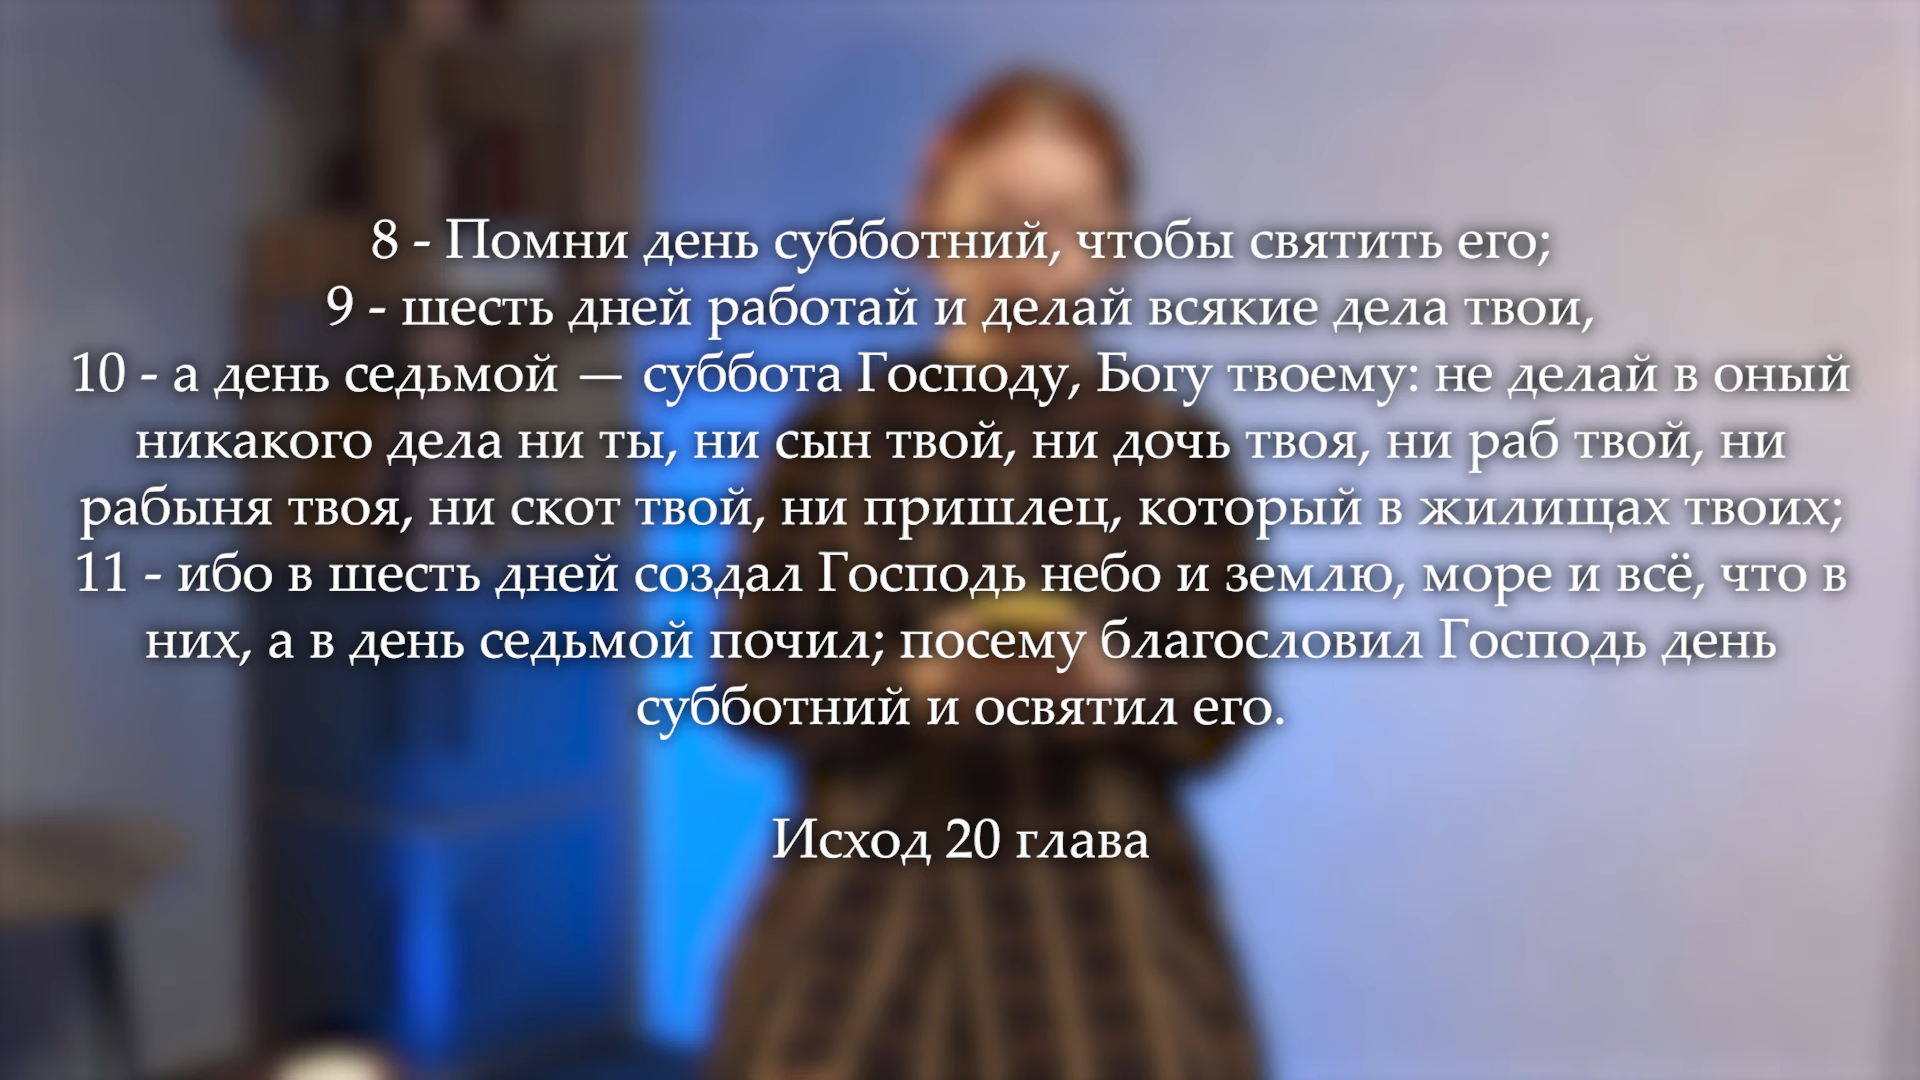 8 - Помни день субботний, чтобы святить его;
9 - шесть дней работай и делай всякие дела твои,
10 - а день седьмой — суббота Господу, Богу твоему: не делай в оный
никакого дела ни ты, ни сын твой, ни дочь твоя, ни раб твой, ни
рабыня твоя, ни скот твой, ни пришлец, который в жилищах твоих;
11 - ибо в шесть дней создал Господь небо и землю, море и всё, что в
них, а в день седьмой почил; посему благословил Господь день
субботний и освятил его.
Исход 20 глава